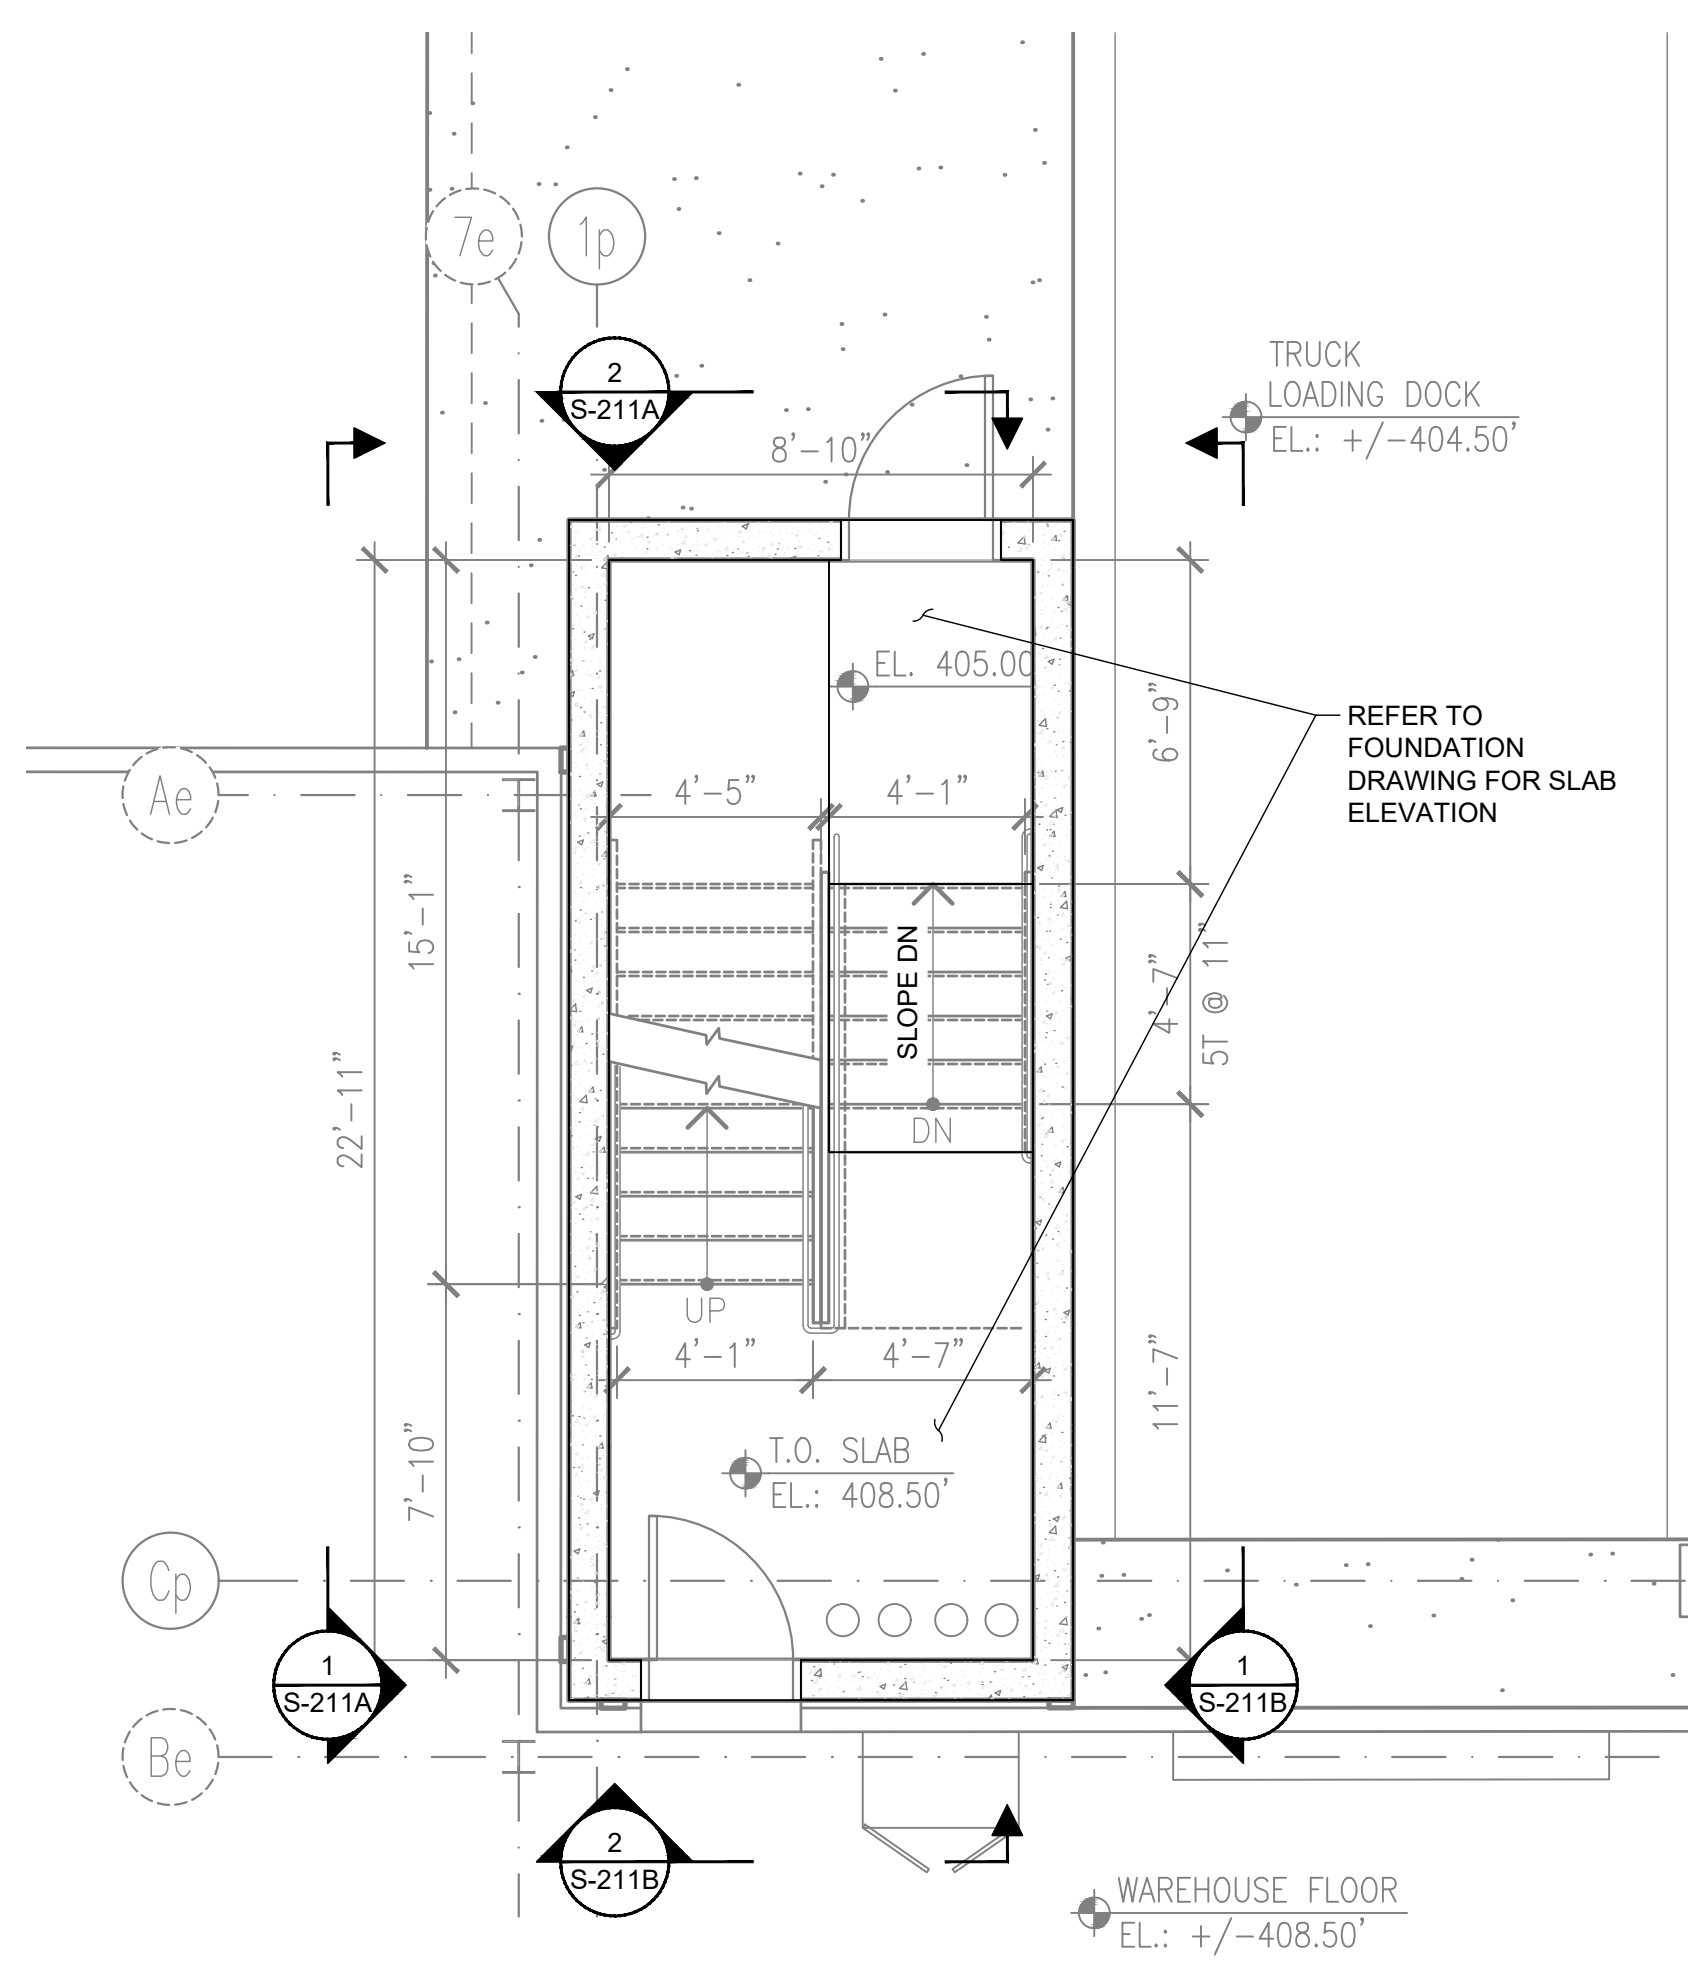 7e
1p
2
S-211A
TRUCK
LOADING DOCK
EL.: +/-404.50'
8'-10"
EL. 405.00
6'-9"
REFER TO
FOUNDATION
DRAWING FOR SLAB
ELEVATION
Ae
4'-5"
4'-1"
15'-1"
SLOPE DN
4'-7"
5T @ 11"
22'-11"
DN
UP
4'-1"
4'-7"
11'-7"
7'-10"
T.O. SLAB
EL.: 408.50'
Cp
1
S-211A
1
S-211B
Be
2
S-211B
WAREHOUSE FLOOR
EL.: +/-408.50'